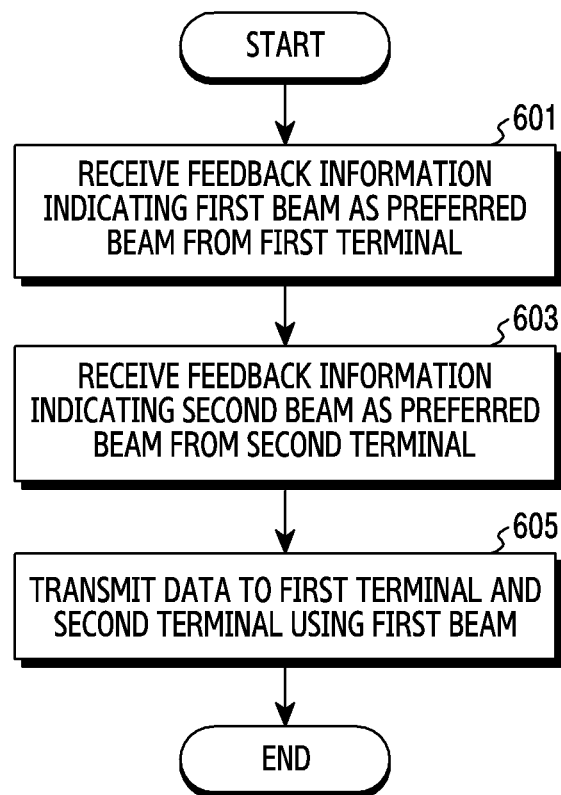 START
601
RECEIVE FEEDBACK INFORMATION
INDICATING FIRST BEAM AS PREFERRED
BEAM FROM FIRST TERMINAL
603
RECEIVE FEEDBACK INFORMATION
INDICATING SECOND BEAM AS PREFERRED
BEAM FROM SECOND TERMINAL
605
TRANSMIT DATA TO FIRST TERMINAL AND
SECOND TERMINAL USING FIRST BEAM
END